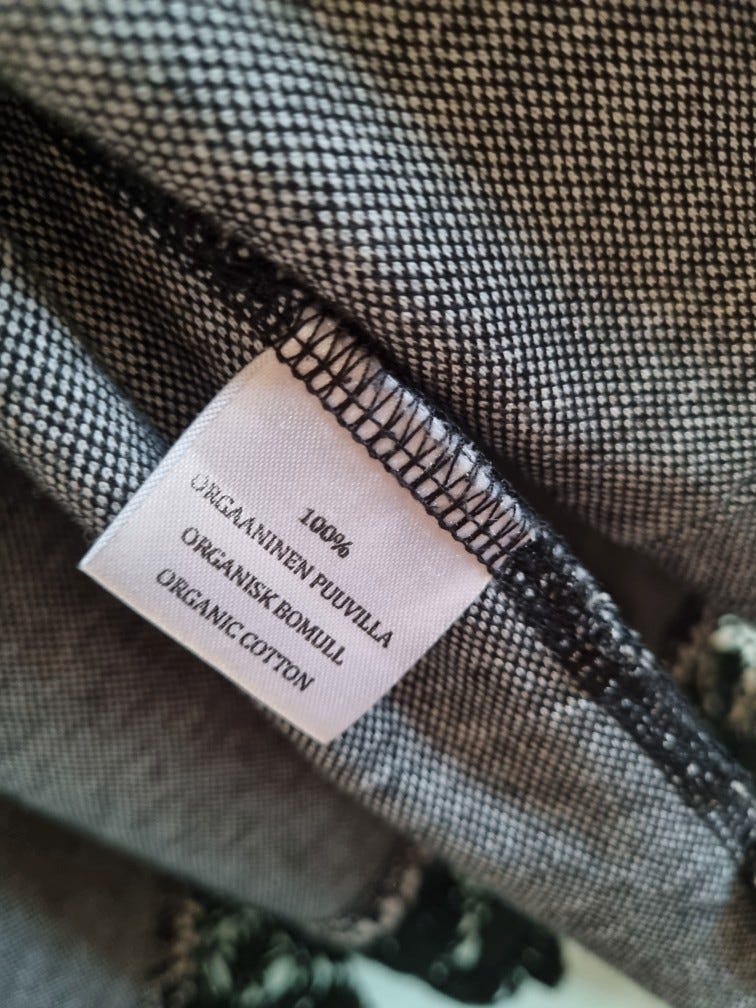 100%
ORGAANINEN PUUVILLA
ORGANISK BOMULL
ORGANIC COTTON